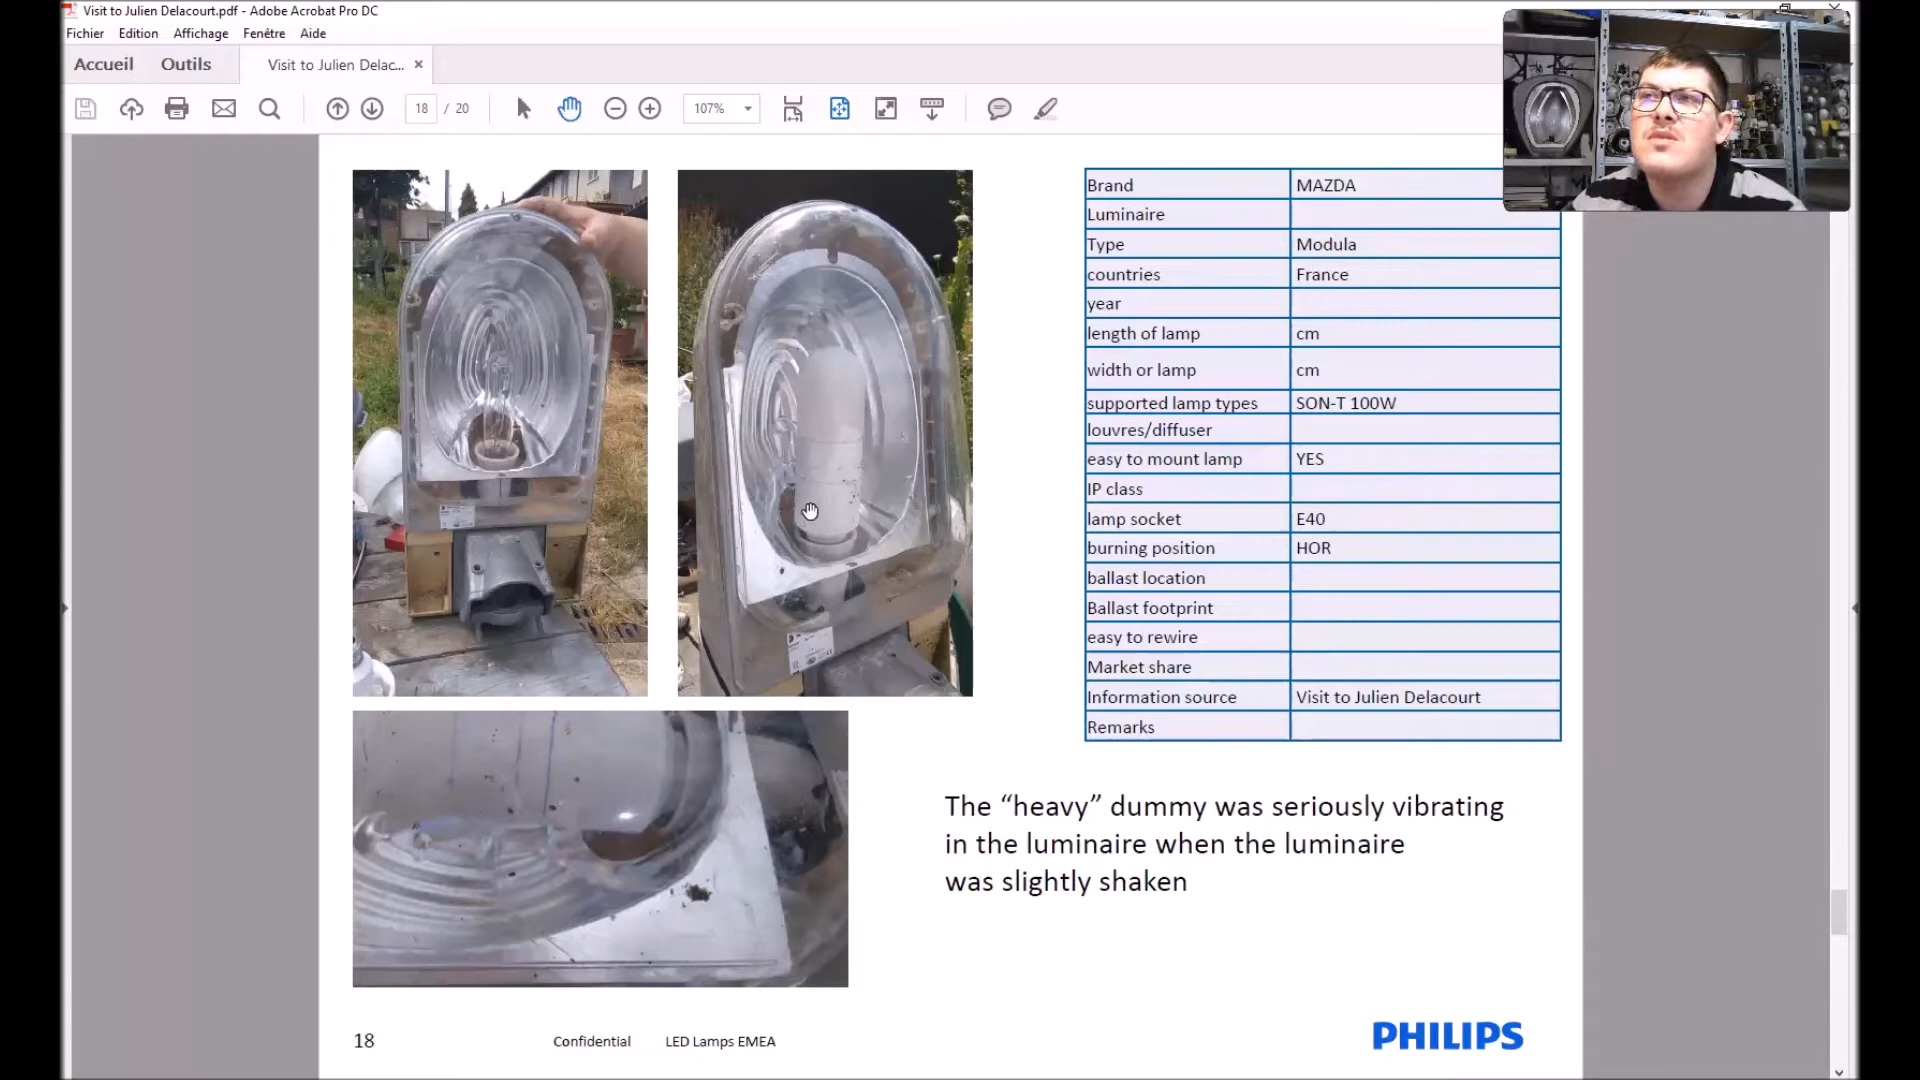 Visit to Julien Delacourt.pdf - Adobe Acrobat Pro DC
Fichier Edition Affichage Fenêtre Aide
Accueil Outils Visit to Julien Delac... ×
18 / 20 107%
Brand MAZDA
Luminaire
Type Modula
countries France
year
length of lamp cm
width or lamp cm
supported lamp types SON-T 100W
louvres/diffuser
easy to mount lamp YES
IP class
lamp socket E40
burning position HOR
ballast location
Ballast footprint
easy to rewire
Market share
Information source Visit to Julien Delacourt
Remarks
The “heavy” dummy was seriously vibrating
in the luminaire when the luminaire
was slightly shaken
18 Confidential LED Lamps EMEA PHILIPS